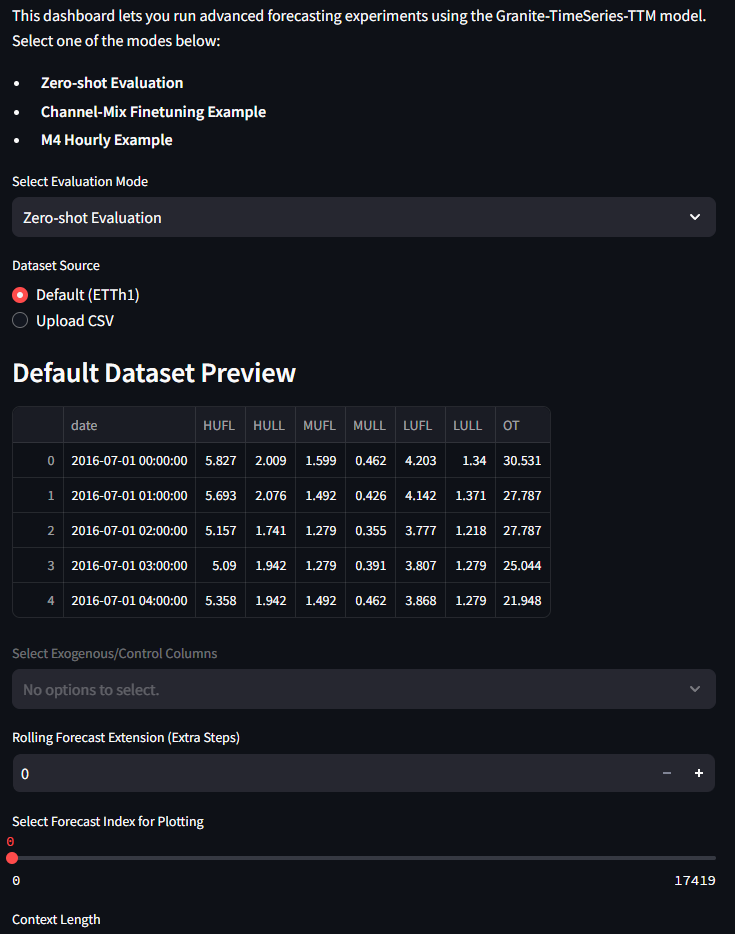 This dashboard lets you run advanced forecasting experiments using the Granite-TimeSeries-TTM model.
Select one of the modes below:
• Zero-shot Evaluation
• Channel-Mix Finetuning Example
• M4 Hourly Example
Select Evaluation Mode
Zero-shot Evaluation
Dataset Source
Default (ETTh1)
Upload CSV
Default Dataset Preview
date HUFL HULL MUFL MULL LUFL LULL OT
0 2016-07-01 00:00:00 5.827 2.009 1.599 0.462 4.203 1.34 30.531
1 2016-07-01 01:00:00 5.693 2.076 1.492 0.426 4.142 1.371 27.787
2 2016-07-01 02:00:00 5.157 1.741 1.279 0.355 3.777 1.218 27.787
3 2016-07-01 03:00:00 5.09 1.942 1.279 0.391 3.807 1.279 25.044
4 2016-07-01 04:00:00 5.358 1.942 1.492 0.462 3.868 1.279 21.948
Select Exogenous/Control Columns
No options to select.
Rolling Forecast Extension (Extra Steps)
0
Select Forecast Index for Plotting
0
0 17419
Context Length